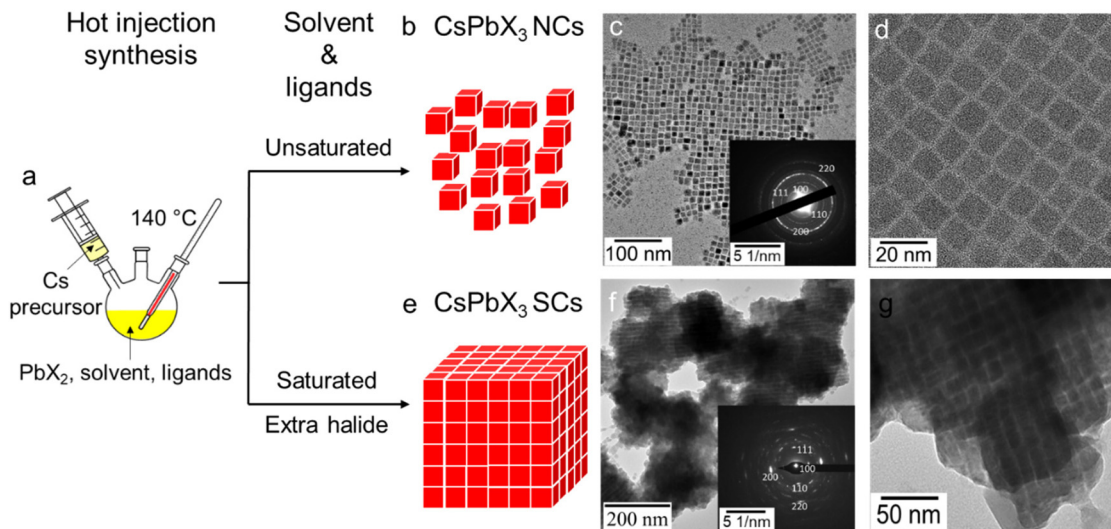 Hot injection
synthesis
Solvent
&
ligands
a
140 °C
Cs
precursor
PbX₂, solvent, ligands
Unsaturated
Saturated
Extra halide
b CsPbX₃ NCs
c
220
100
111
110
200
100 nm
5 1/nm
d
20 nm
e CsPbX₃ SCs
f
111
200
100
110
220
200 nm
5 1/nm
g
50 nm